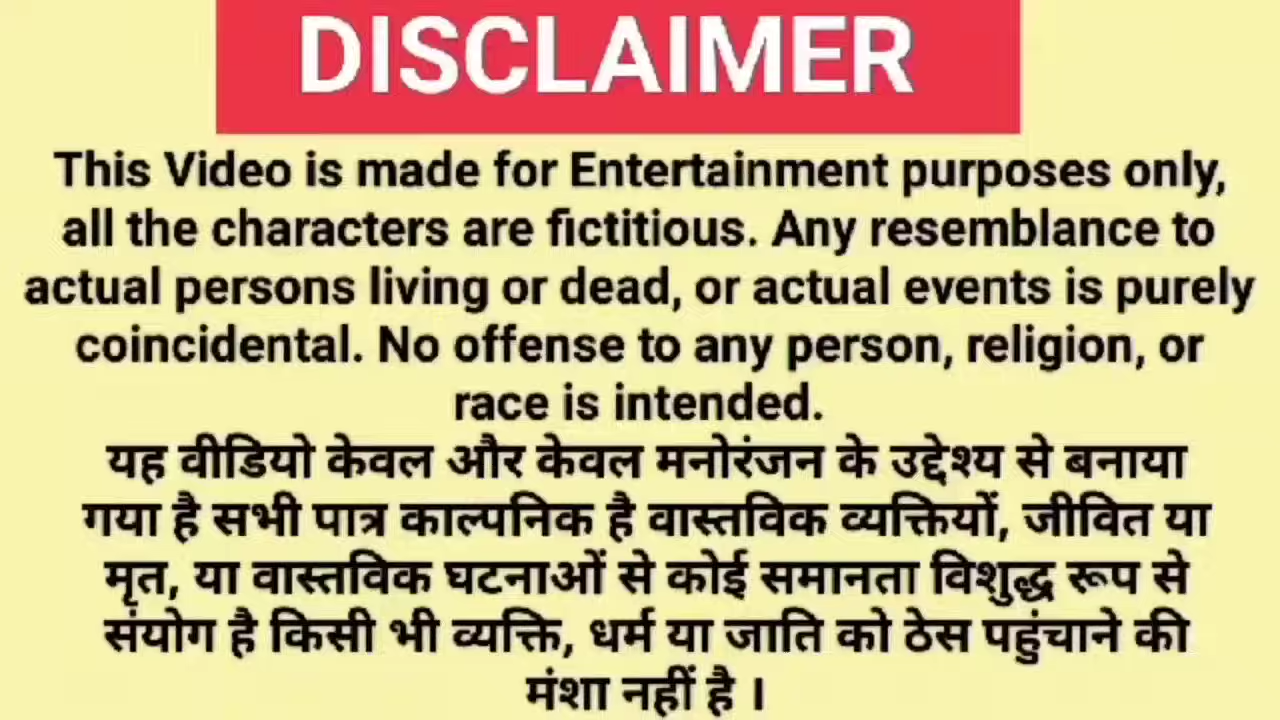 DISCLAIMER
This Video is made for Entertainment purposes only,
all the characters are fictitious. Any resemblance to
actual persons living or dead, or actual events is purely
coincidental. No offense to any person, religion, or
race is intended.
यह वीडियो केवल और केवल मनोरंजन के उद्देश्य से बनाया
गया है सभी पात्र काल्पनिक है वास्तविक व्यक्तियों, जीवित या
मृत, या वास्तविक घटनाओं से कोई समानता विशुद्ध रूप से
संयोग है किसी भी व्यक्ति, धर्म या जाति को ठेस पहुंचाने की
मंशा नहीं है ।